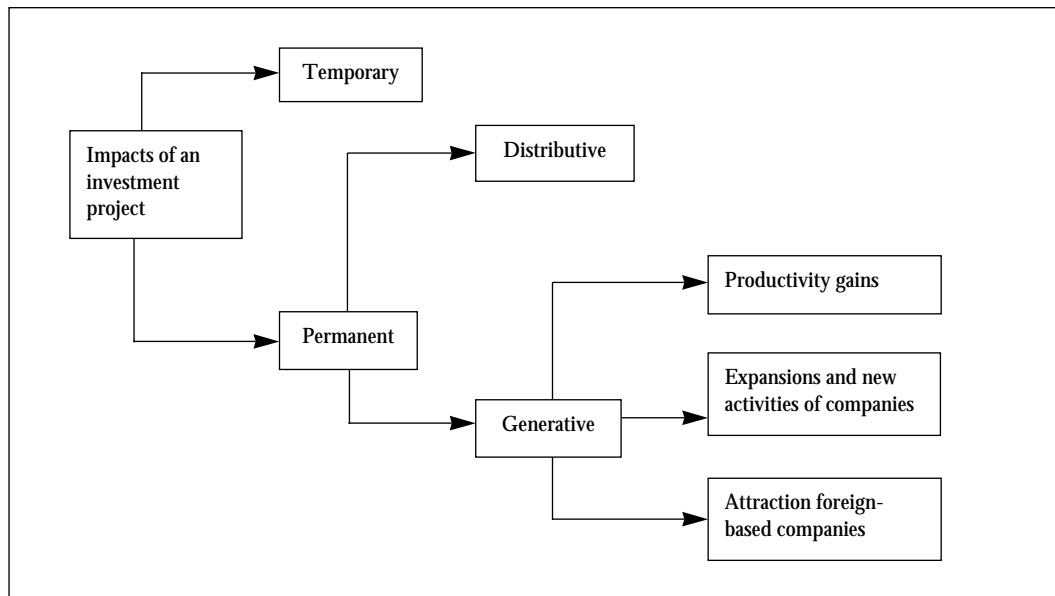 Temporary
Impacts of an
investment
project
Distributive
Permanent
Productivity gains
Expansions and new
activities of companies
Generative
Attraction foreign-
based companies